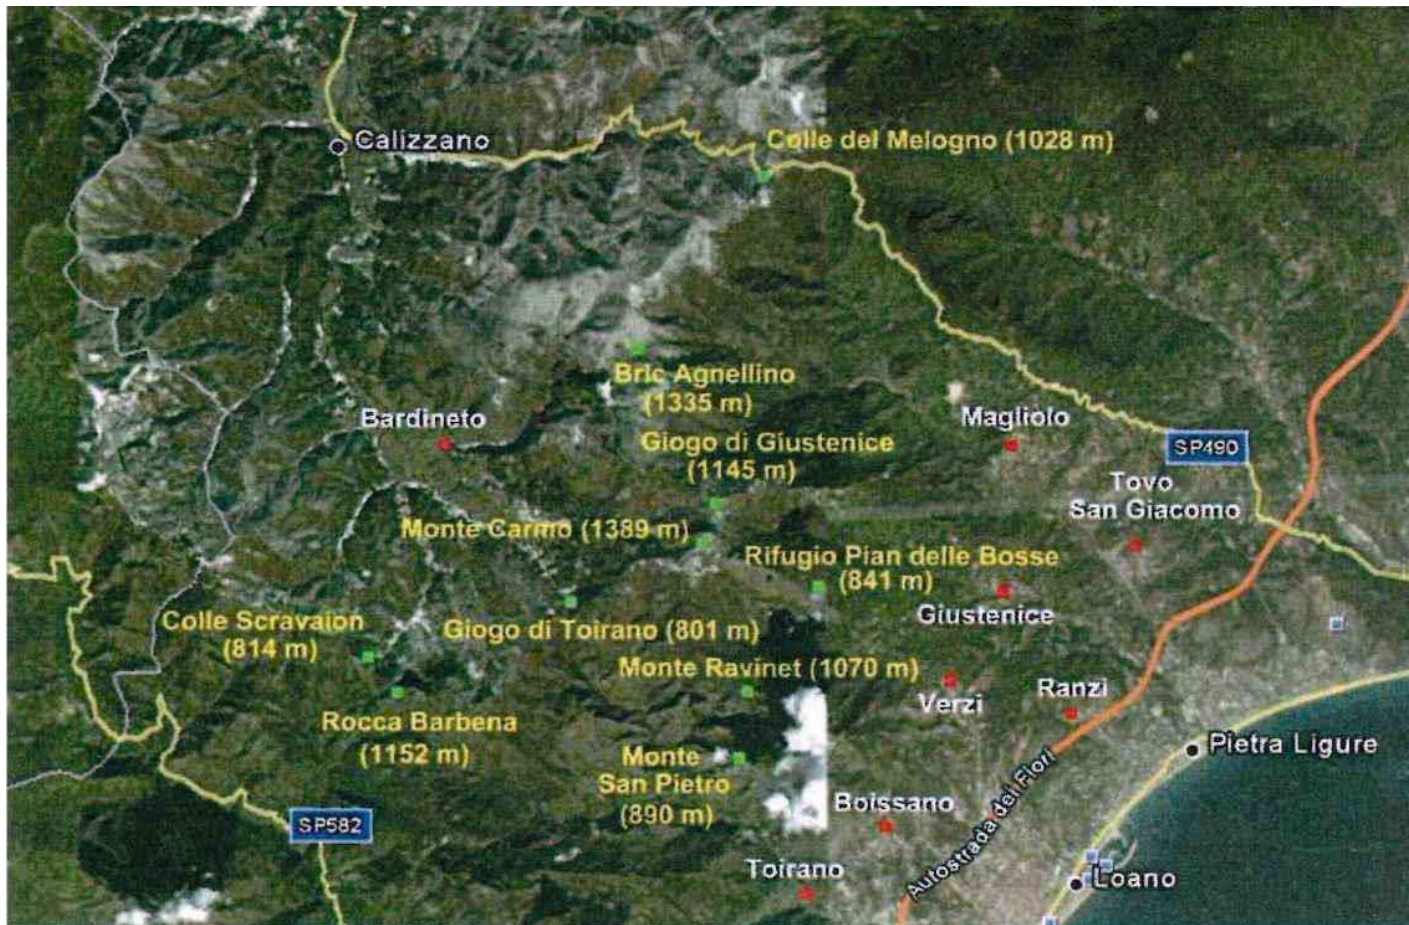 Calizzano
Colle del Melogno (1028 m)
Bric Agnellino
(1335 m)
Bardineto
Magliolo
Giogo di Giustenice
(1145 m)
SP490
Tovo
San Giacomo
Monte Carmo (1389 m)
Rifugio Pian delle Bosse
(841 m)
Giustenice
Colle Scravaion
(814 m)
Giogo di Toirano (801 m)
Monte Ravinet (1070 m)
Verzi
Ranzi
Rocca Barbena
(1152 m)
Pietra Ligure
Monte
San Pietro
(890 m)
Autostrada dei Fiori
Boissano
SP582
Toirano
Loano